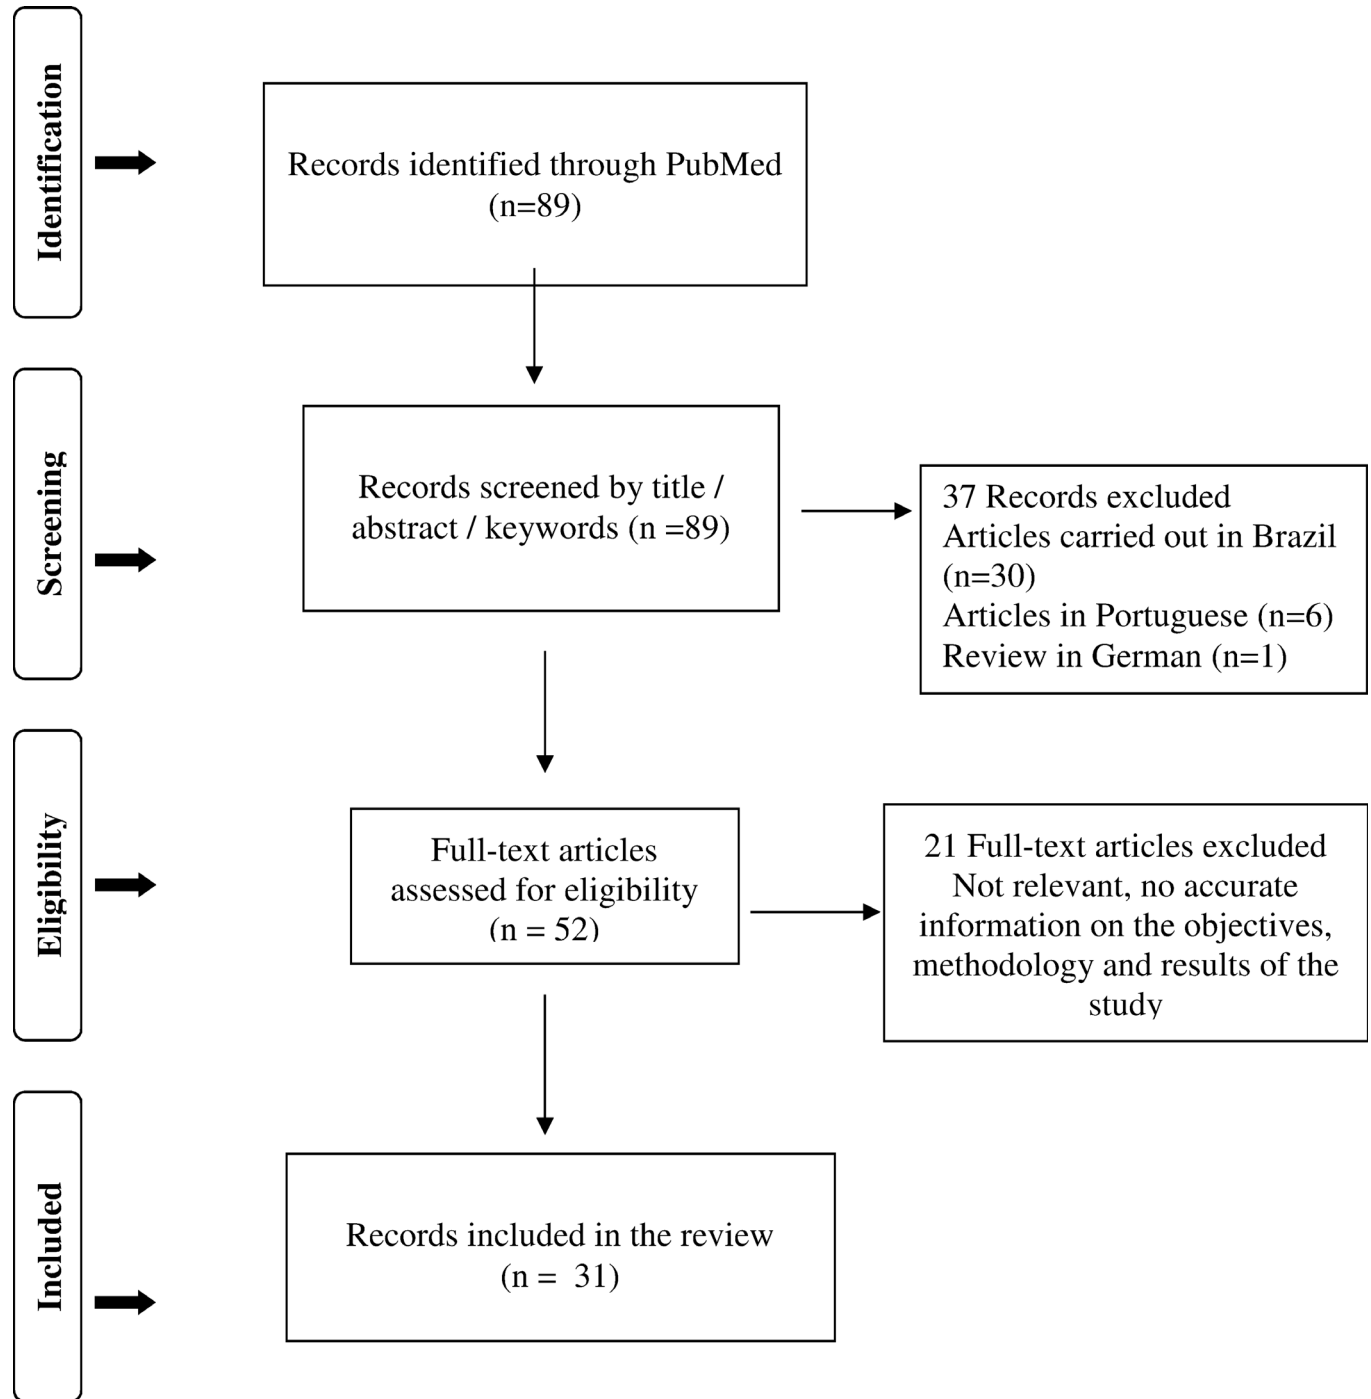 Identification
Records identified through PubMed
(n=89)
Screening
Records screened by title /
abstract / keywords (n =89)
37 Records excluded
Articles carried out in Brazil
(n=30)
Articles in Portuguese (n=6)
Review in German (n=1)
Eligibility
Full-text articles
assessed for eligibility
(n = 52)
21 Full-text articles excluded
Not relevant, no accurate
information on the objectives,
methodology and results of the
study
Included
Records included in the review
(n =  31)